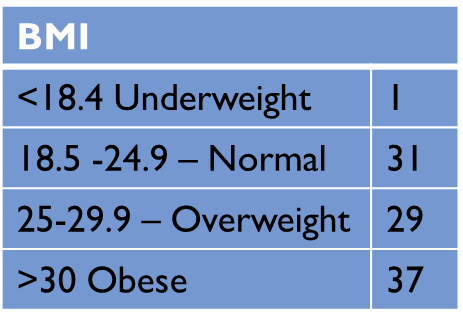 BMI
<18.4 Underweight 1
18.5 -24.9 – Normal 31
25-29.9 – Overweight 29
>30 Obese 37